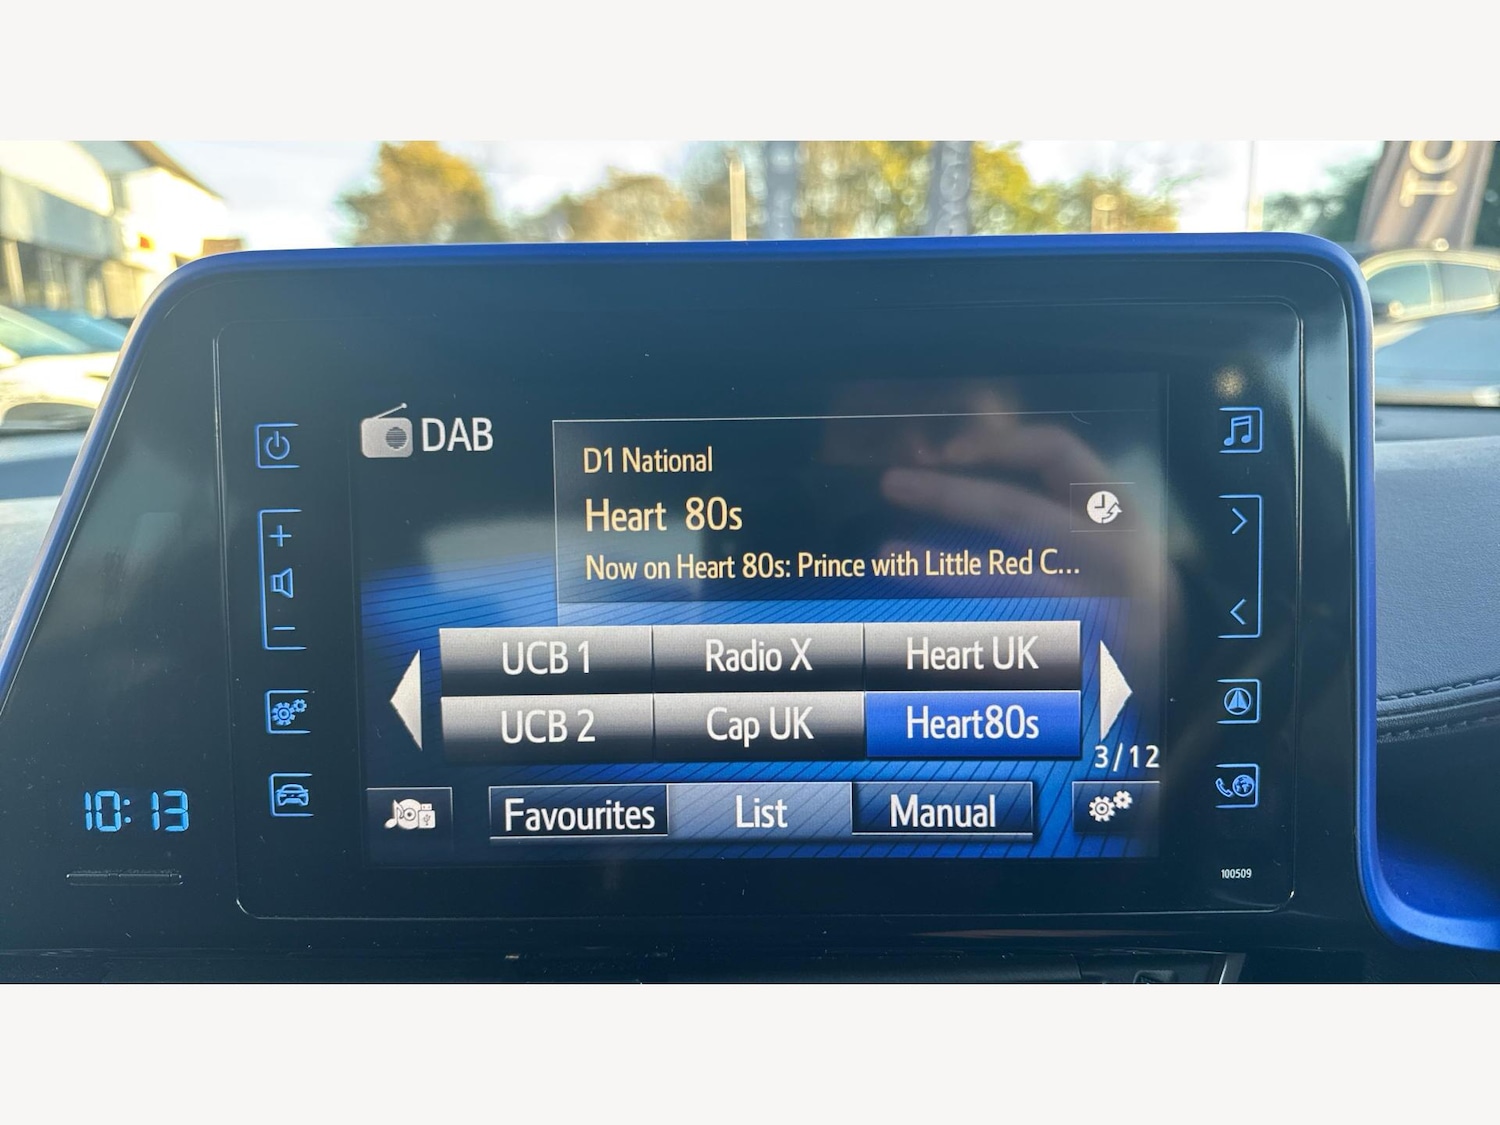 DAB
D1 National
Heart 80s
Now on Heart 80s: Prince with Little Red C...
UCB 1 Radio X Heart UK
UCB 2 Cap UK Heart80s
3/12
10:13
Favourites List Manual
100509